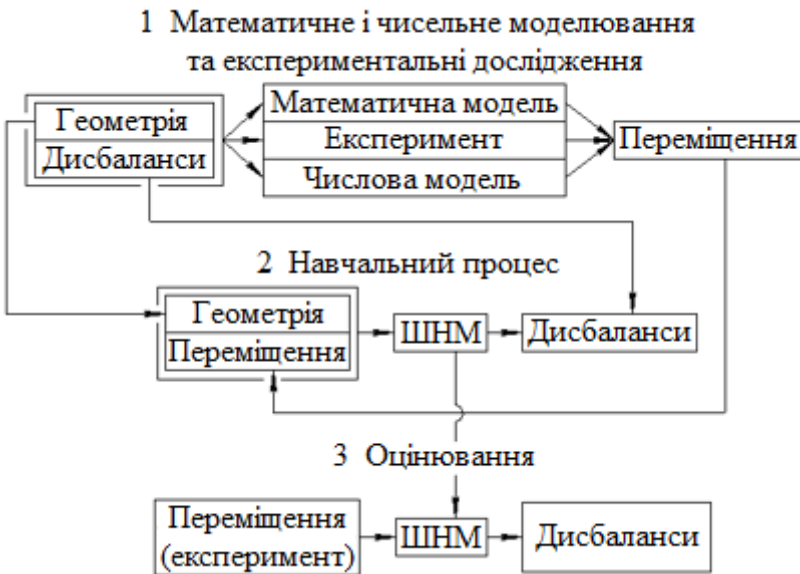 1 Математичне і чисельне моделювання
та експериментальні дослідження
Геометрія
Дисбаланси
Математична модель
Експеримент
Числова модель
Переміщення
2 Навчальний процес
Геометрія
Переміщення
ШНМ
Дисбаланси
3 Оцінювання
Переміщення
(експеримент)
ШНМ
Дисбаланси